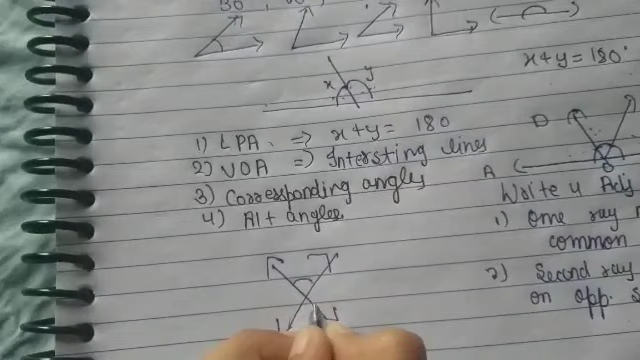 30
x y
x+y = 180°
1) LPA. => x+y= 180
2) VOA => Intersting lines
3) Corresponding angles
4) Alt angles
D
A O
Write 4 Adj
1) One ray
common
2) Second ray
on opp. s